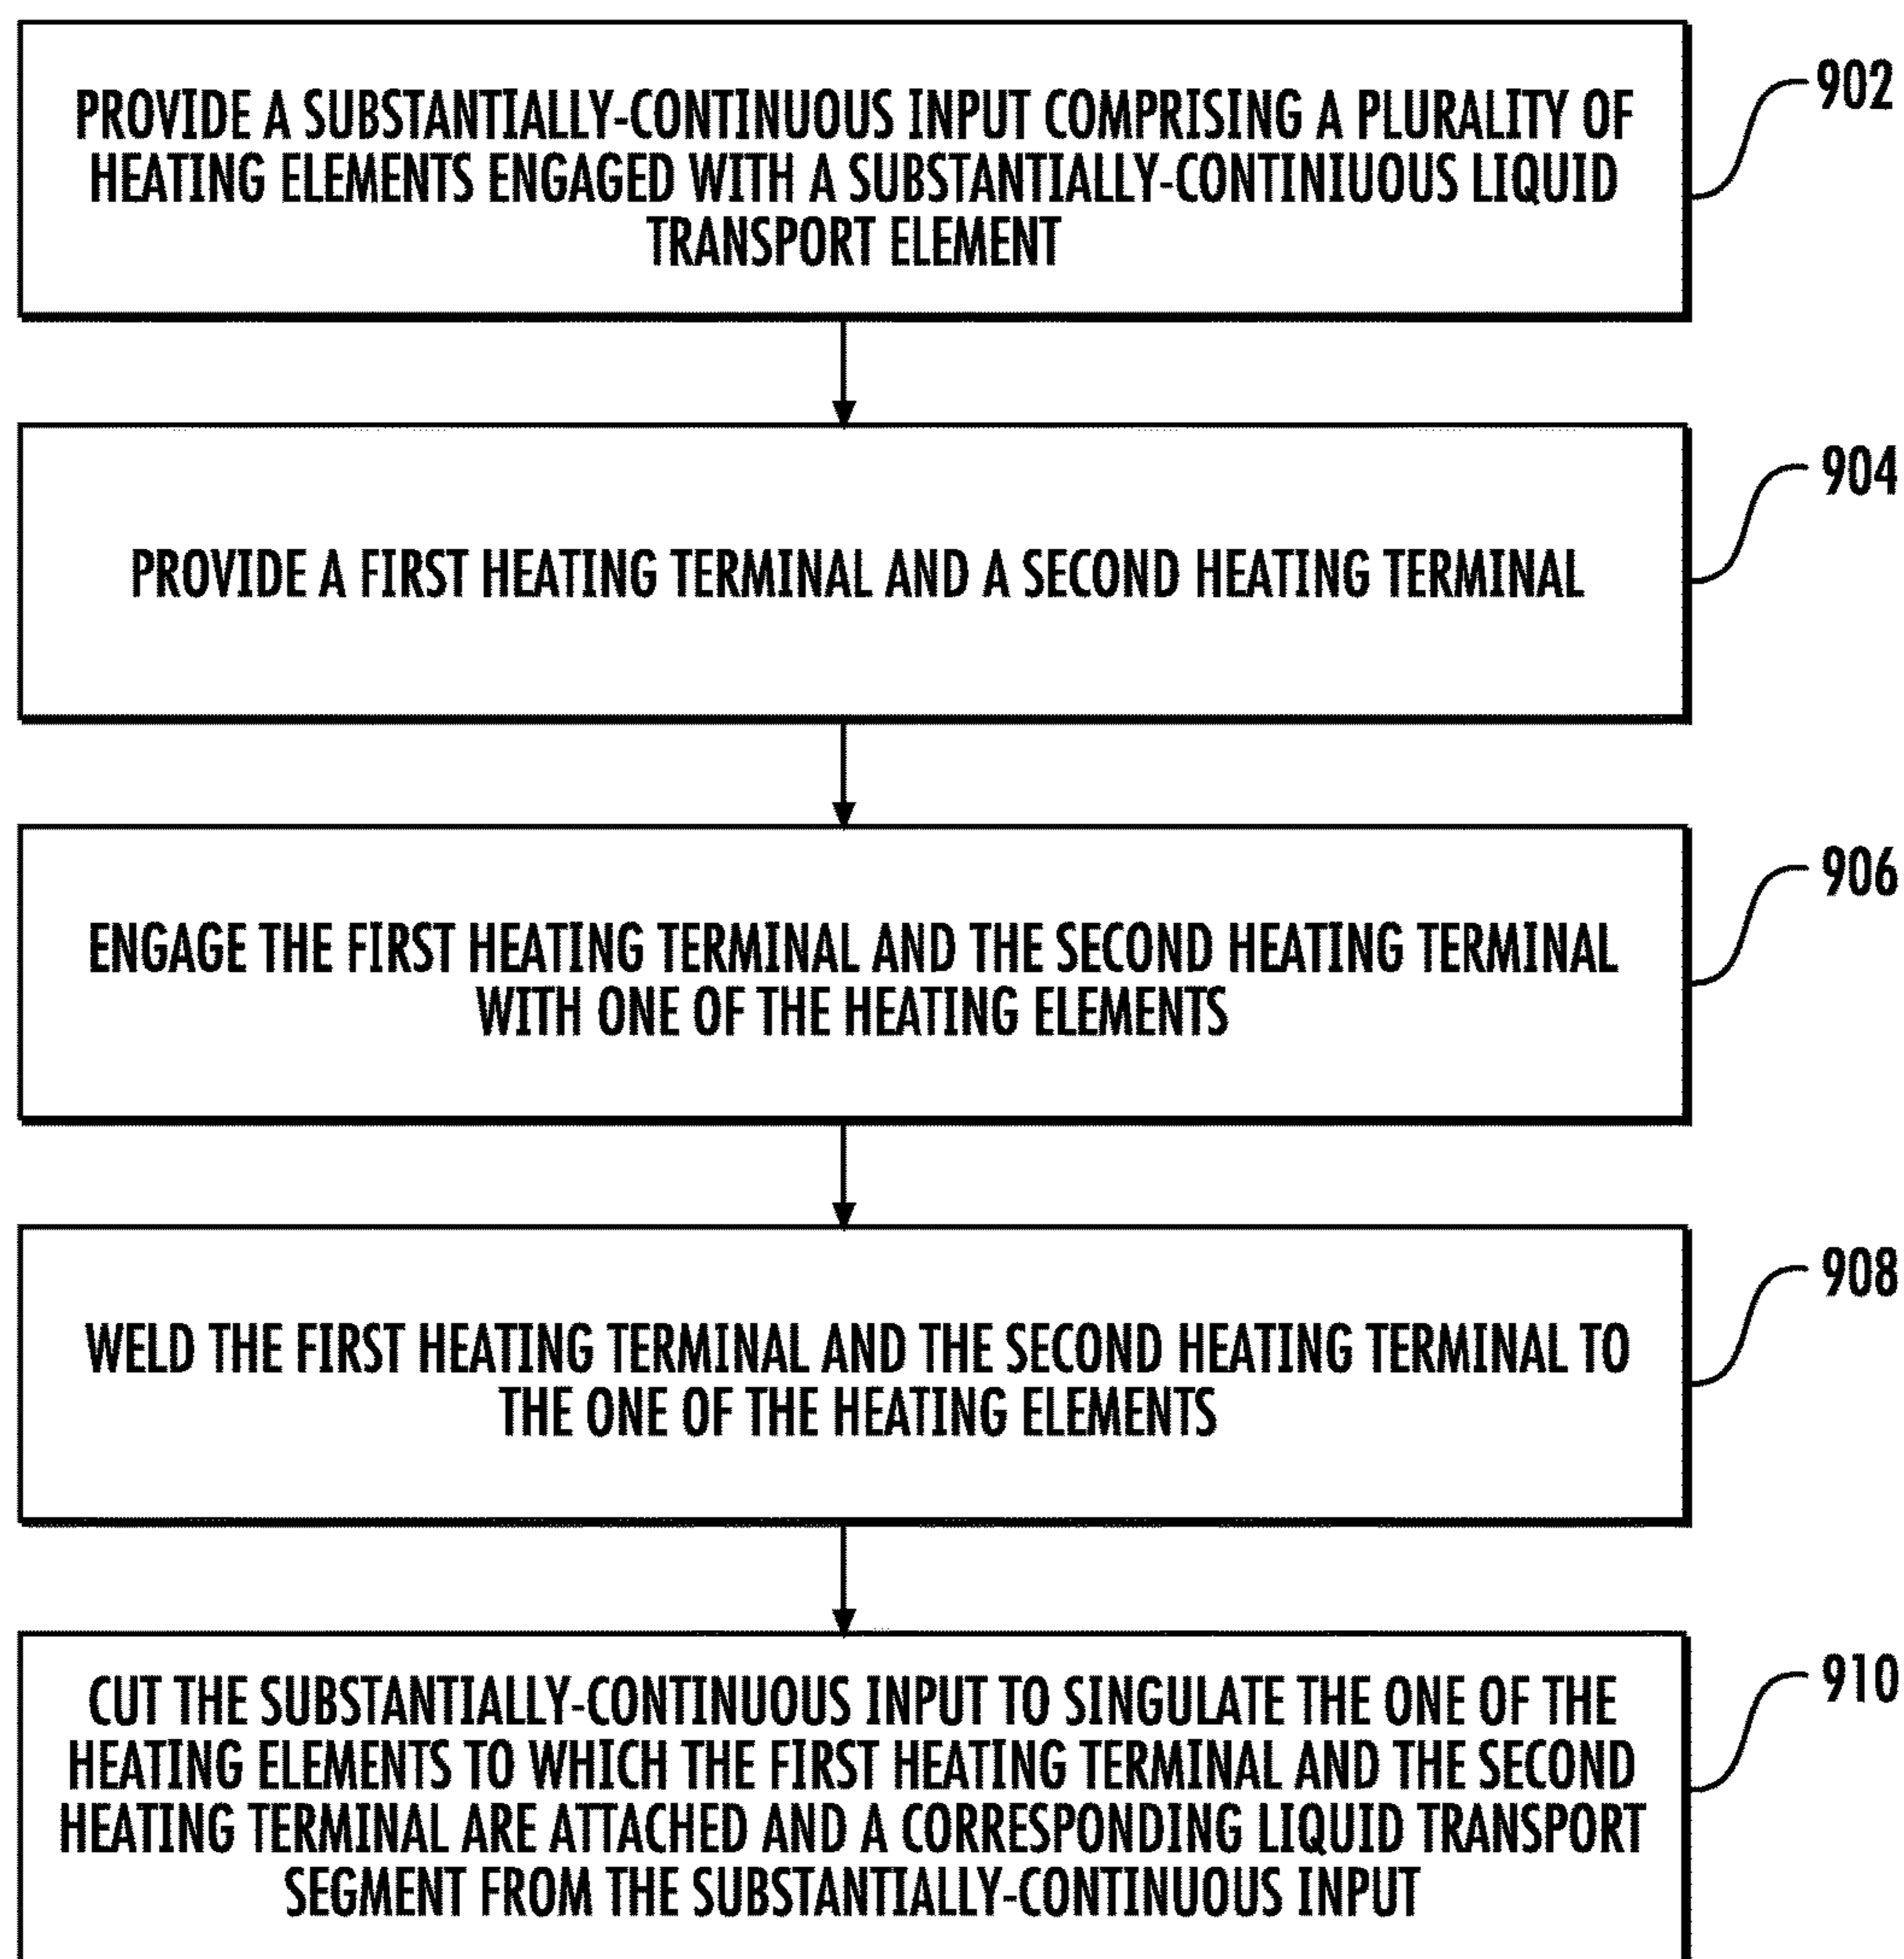 PROVIDE A SUBSTANTIALLY-CONTINUOUS INPUT COMPRISING A PLURALITY OF
HEATING ELEMENTS ENGAGED WITH A SUBSTANTIALLY-CONTINIUOUS LIQUID
TRANSPORT ELEMENT
902
PROVIDE A FIRST HEATING TERMINAL AND A SECOND HEATING TERMINAL
904
ENGAGE THE FIRST HEATING TERMINAL AND THE SECOND HEATING TERMINAL
WITH ONE OF THE HEATING ELEMENTS
906
WELD THE FIRST HEATING TERMINAL AND THE SECOND HEATING TERMINAL TO
THE ONE OF THE HEATING ELEMENTS
908
CUT THE SUBSTANTIALLY-CONTINUOUS INPUT TO SINGULATE THE ONE OF THE
HEATING ELEMENTS TO WHICH THE FIRST HEATING TERMINAL AND THE SECOND
HEATING TERMINAL ARE ATTACHED AND A CORRESPONDING LIQUID TRANSPORT
SEGMENT FROM THE SUBSTANTIALLY-CONTINUOUS INPUT
910